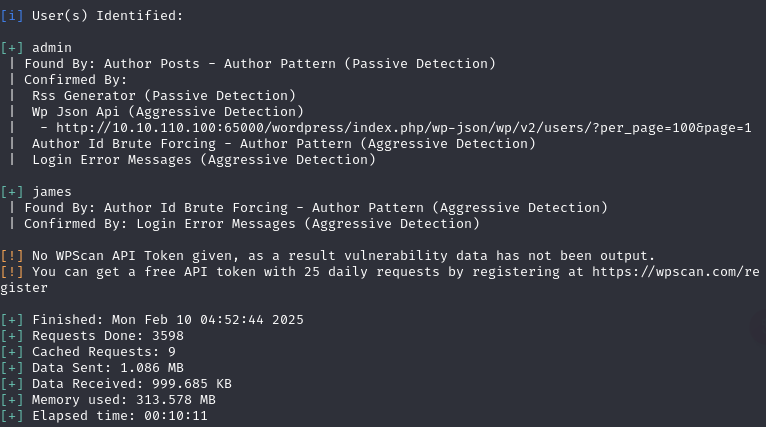 [i] User(s) Identified:
[+] admin
| Found By: Author Posts - Author Pattern (Passive Detection)
| Confirmed By:
|  Rss Generator (Passive Detection)
|  Wp Json Api (Aggressive Detection)
|   - http://10.10.110.100:65000/wordpress/index.php/wp-json/wp/v2/users/?per_page=100&page=1
|  Author Id Brute Forcing - Author Pattern (Aggressive Detection)
|  Login Error Messages (Aggressive Detection)
[+] james
| Found By: Author Id Brute Forcing - Author Pattern (Aggressive Detection)
| Confirmed By: Login Error Messages (Aggressive Detection)
[!] No WPScan API Token given, as a result vulnerability data has not been output.
[!] You can get a free API token with 25 daily requests by registering at https://wpscan.com/re
gister
[+] Finished: Mon Feb 10 04:52:44 2025
[+] Requests Done: 3598
[+] Cached Requests: 9
[+] Data Sent: 1.086 MB
[+] Data Received: 999.685 KB
[+] Memory used: 313.578 MB
[+] Elapsed time: 00:10:11